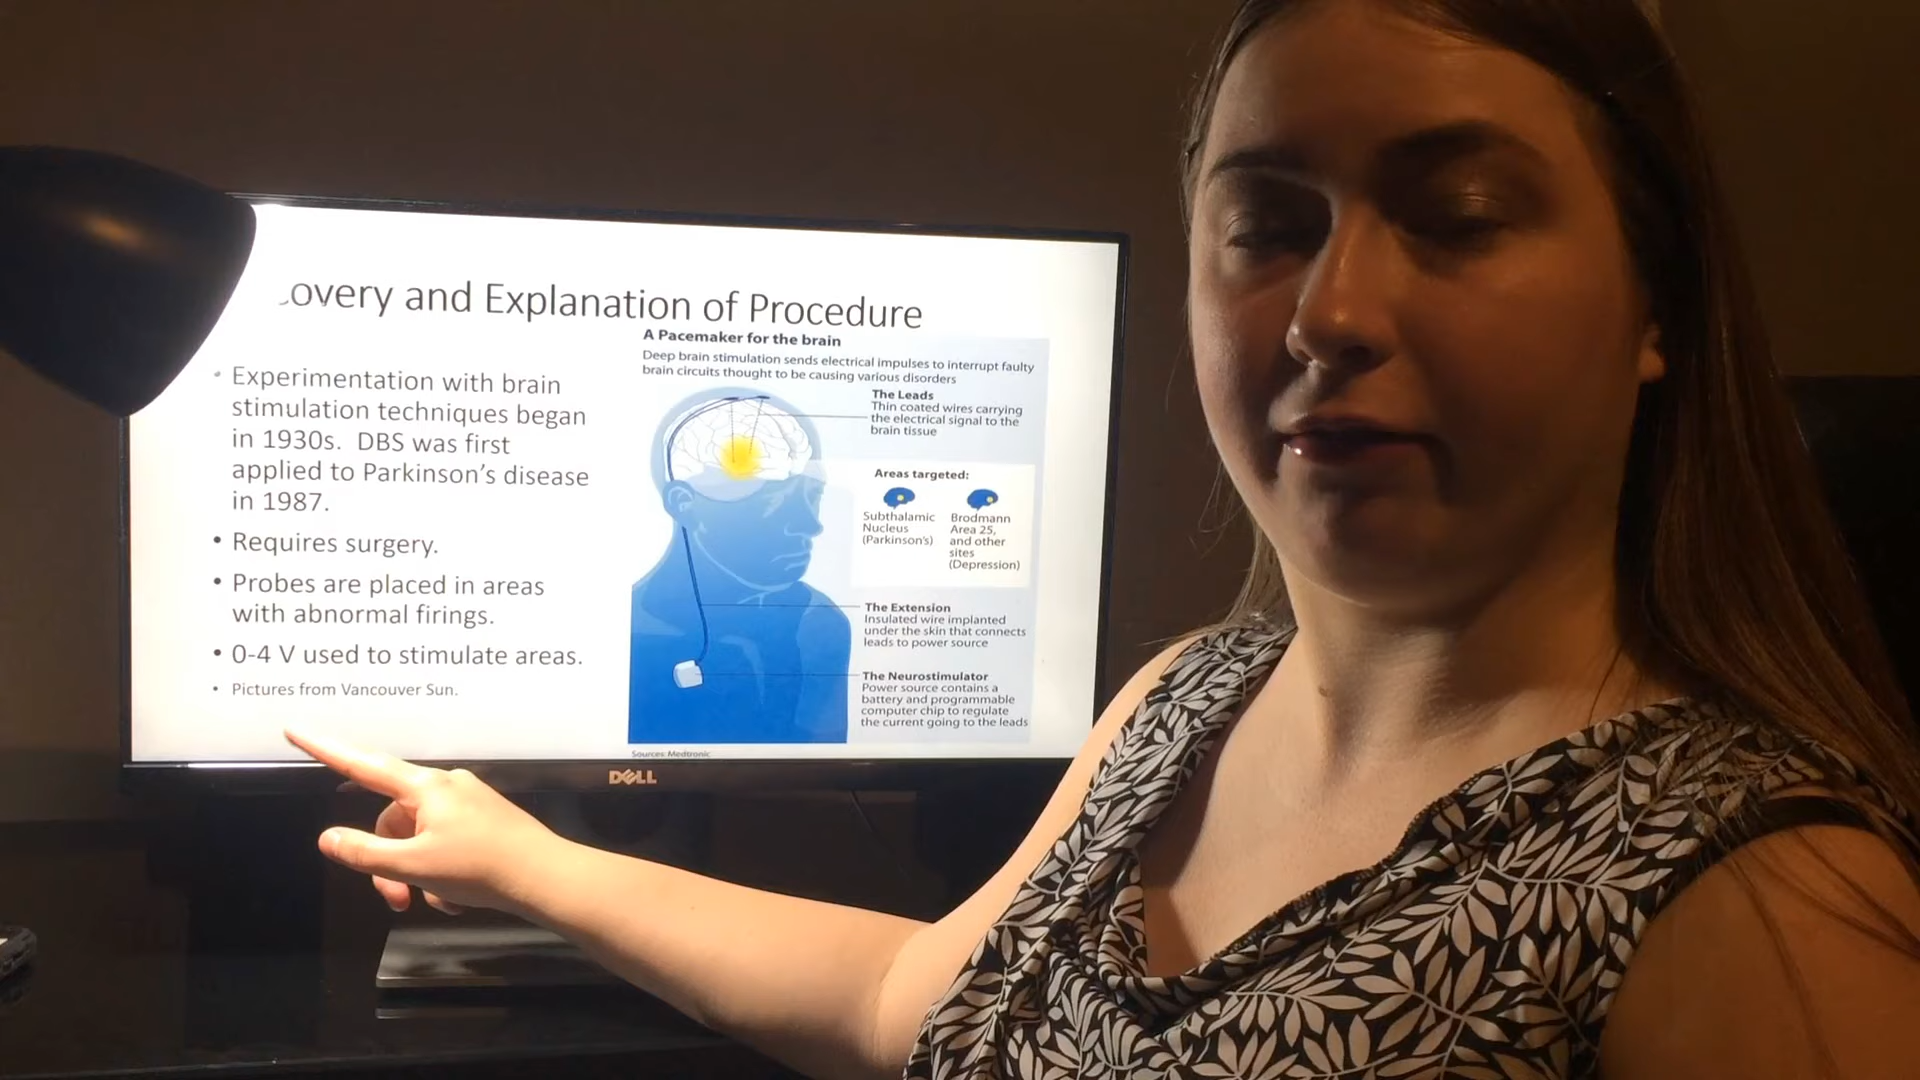 overy and Explanation of Procedure
A Pacemaker for the brain
Deep brain stimulation sends electrical impulses to interrupt faulty
brain circuits thought to be causing various disorders
• Experimentation with brain
stimulation techniques began
in 1930s. DBS was first
applied to Parkinson's disease
in 1987.
• Requires surgery.
• Probes are placed in areas
with abnormal firings.
• 0-4 V used to stimulate areas.
• Pictures from Vancouver Sun.
The Leads
Thin coated wires carrying
the electrical signal to the
brain tissue
Areas targeted:
Subthalamic
Nucleus
(Parkinson's)
Brodmann
Area 25,
and other
sites
(Depression)
The Extension
Insulated wire implanted
under the skin that connects
leads to power source
The Neurostimulator
Power source contains a
battery and programmable
computer chip to regulate
the current going to the leads
Sources: Medtronic
DELL